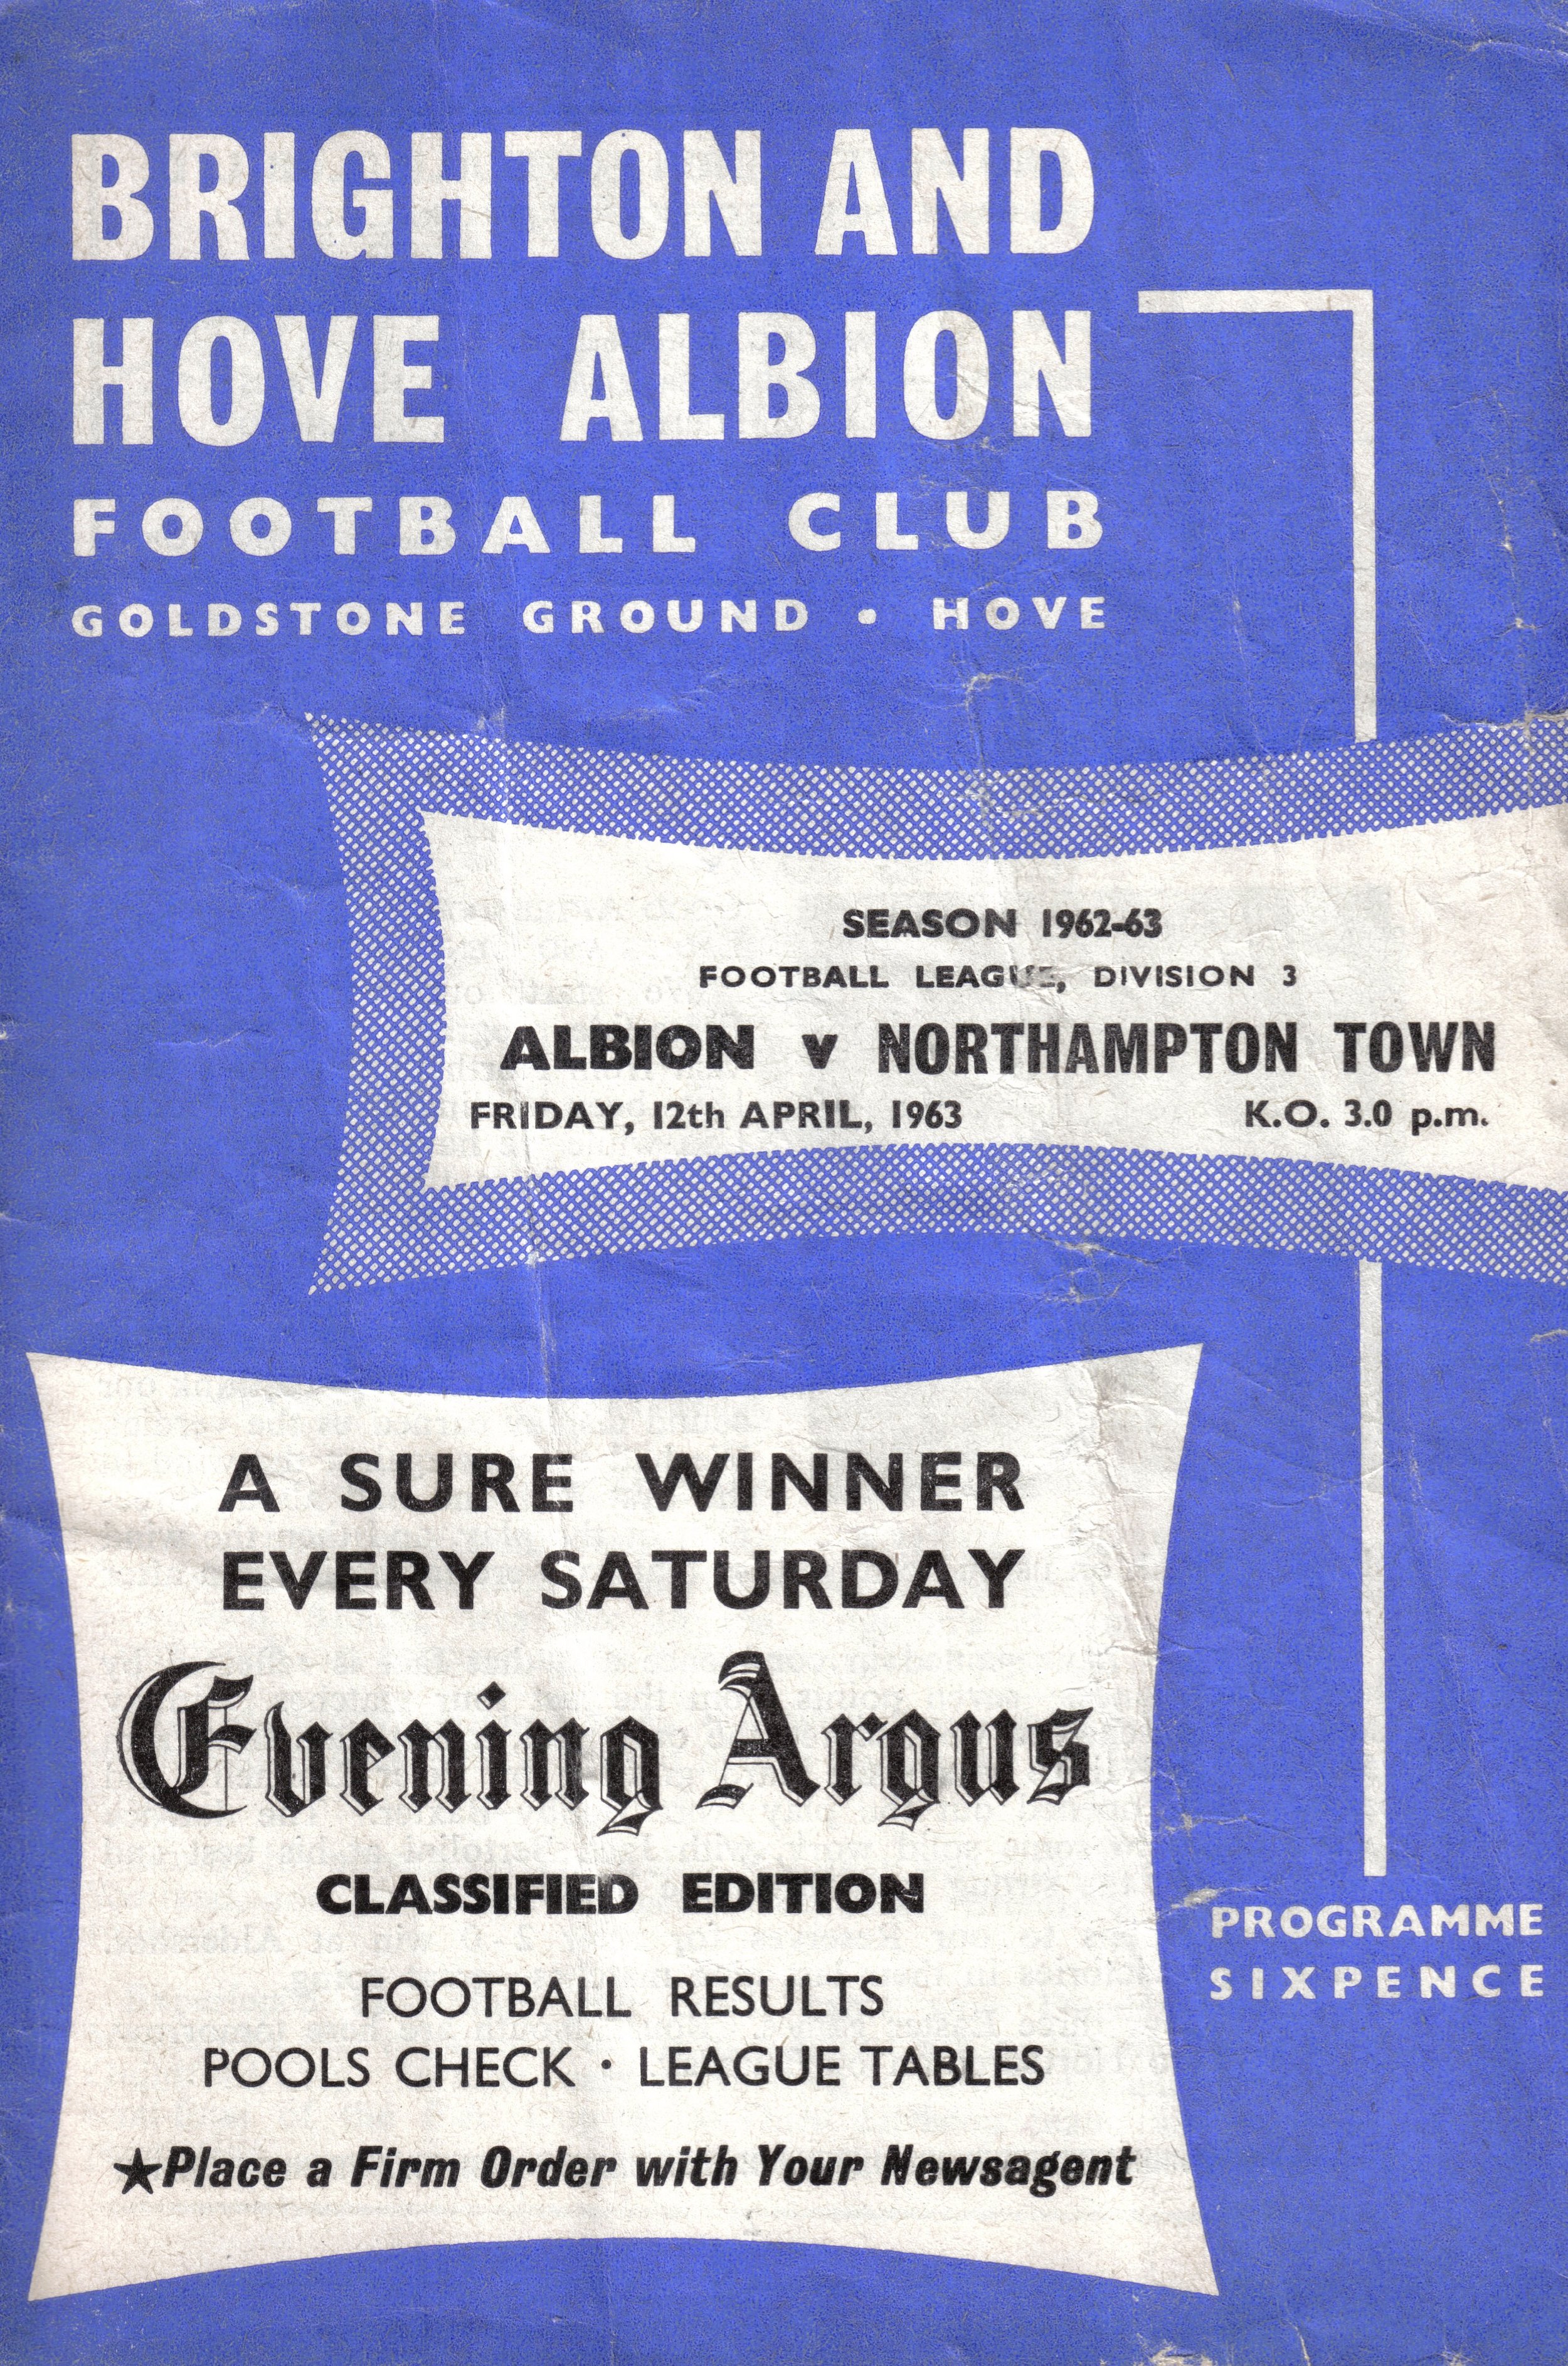 BRIGHTON AND
HOVE ALBION
FOOTBALL CLUB
GOLDSTONE GROUND · HOVE
SEASON 1962-63
FOOTBALL LEAGUE, DIVISION 3
ALBION v NORTHAMPTON TOWN
FRIDAY, 12th APRIL, 1963 K.O. 3.0 p.m.
A SURE WINNER
EVERY SATURDAY
Evening Argus
CLASSIFIED EDITION
FOOTBALL RESULTS
POOLS CHECK · LEAGUE TABLES
★Place a Firm Order with Your Newsagent
PROGRAMME
SIXPENCE